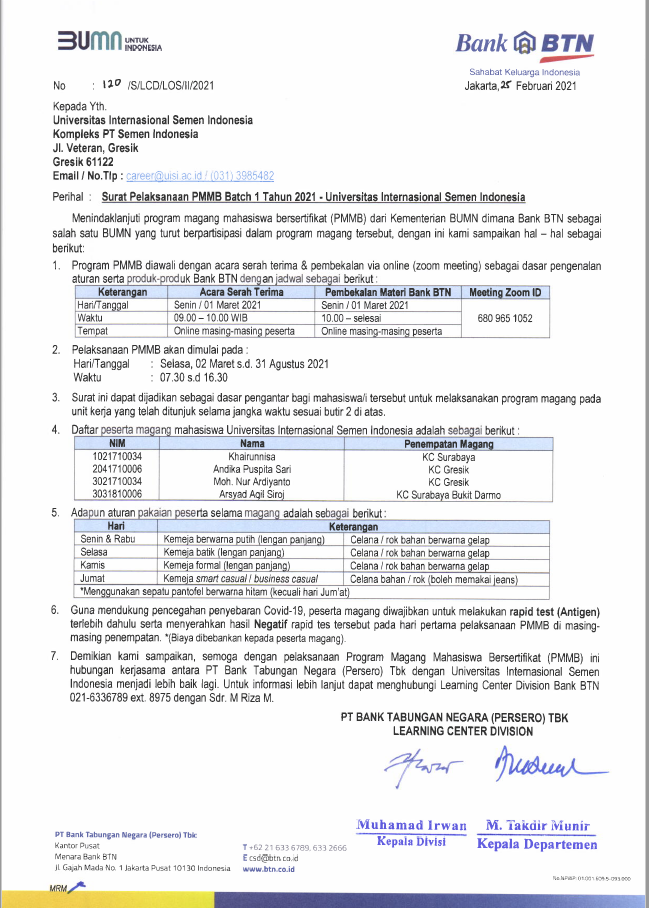 BUMN UNTUK
INDONESIA
Bank BTN
Sahabat Keluarga Indonesia
No : 120 /S/LCD/LOS/II/2021
Jakarta, 25 Februari 2021
Kepada Yth.
Universitas Internasional Semen Indonesia
Kompleks PT Semen Indonesia
Jl. Veteran, Gresik
Gresik 61122
Email / No.Tlp : career@uisi.ac.id / (031) 3985482
Perihal : Surat Pelaksanaan PMMB Batch 1 Tahun 2021 - Universitas Internasional Semen Indonesia
Menindaklanjuti program magang mahasiswa bersertifikat (PMMB) dari Kementerian BUMN dimana Bank BTN sebagai
salah satu BUMN yang turut berpartisipasi dalam program magang tersebut, dengan ini kami sampaikan hal – hal sebagai
berikut:
1. Program PMMB diawali dengan acara serah terima & pembekalan via online (zoom meeting) sebagai dasar pengenalan
aturan serta produk-produk Bank BTN dengan jadwal sebagai berikut :
Keterangan Acara Serah Terima Pembekalan Materi Bank BTN Meeting Zoom ID
Hari/Tanggal Senin / 01 Maret 2021 Senin / 01 Maret 2021
Waktu 09.00 – 10.00 WIB 10.00 – selesai 680 965 1052
Tempat Online masing-masing peserta Online masing-masing peserta
2. Pelaksanaan PMMB akan dimulai pada :
Hari/Tanggal : Selasa, 02 Maret s.d. 31 Agustus 2021
Waktu : 07.30 s.d 16.30
3. Surat ini dapat dijadikan sebagai dasar pengantar bagi mahasiswa/i tersebut untuk melaksanakan program magang pada
unit kerja yang telah ditunjuk selama jangka waktu sesuai butir 2 di atas.
4. Daftar peserta magang mahasiswa Universitas Internasional Semen Indonesia adalah sebagai berikut :
NIM Nama Penempatan Magang
1021710034 Khairunnisa KC Surabaya
2041710006 Andika Puspita Sari KC Gresik
3021710034 Moh. Nur Ardiyanto KC Gresik
3031810006 Arsyad Aqil Siroj KC Surabaya Bukit Darmo
5. Adapun aturan pakaian peserta selama magang adalah sebagai berikut :
Hari Keterangan
Senin & Rabu Kemeja berwarna putih (lengan panjang) Celana / rok bahan berwarna gelap
Selasa Kemeja batik (lengan panjang) Celana / rok bahan berwarna gelap
Kamis Kemeja formal (lengan panjang) Celana / rok bahan berwarna gelap
Jumat Kemeja smart casual / business casual Celana bahan / rok (boleh memakai jeans)
*Menggunakan sepatu pantofel berwarna hitam (kecuali hari Jum'at)
6. Guna mendukung pencegahan penyebaran Covid-19, peserta magang diwajibkan untuk melakukan rapid test (Antigen)
terlebih dahulu serta menyerahkan hasil Negatif rapid tes tersebut pada hari pertama pelaksanaan PMMB di masing-
masing penempatan. *(Biaya dibebankan kepada peserta magang).
7. Demikian kami sampaikan, semoga dengan pelaksanaan Program Magang Mahasiswa Bersertifikat (PMMB) ini
hubungan kerjasama antara PT Bank Tabungan Negara (Persero) Tbk dengan Universitas Internasional Semen
Indonesia menjadi lebih baik lagi. Untuk informasi lebih lanjut dapat menghubungi Learning Center Division Bank BTN
021-6336789 ext. 8975 dengan Sdr. M Riza M.
PT BANK TABUNGAN NEGARA (PERSERO) TBK
LEARNING CENTER DIVISION
Muhamad Irwan M. Takdir Munir
Kepala Divisi Kepala Departemen
PT Bank Tabungan Negara (Persero) Tbk
Kantor Pusat
Menara Bank BTN
Jl. Gajah Mada No. 1 Jakarta Pusat 10130 Indonesia
T +62 21 633 6789, 633 2666
E csd@btn.co.id
www.btn.co.id
MRM